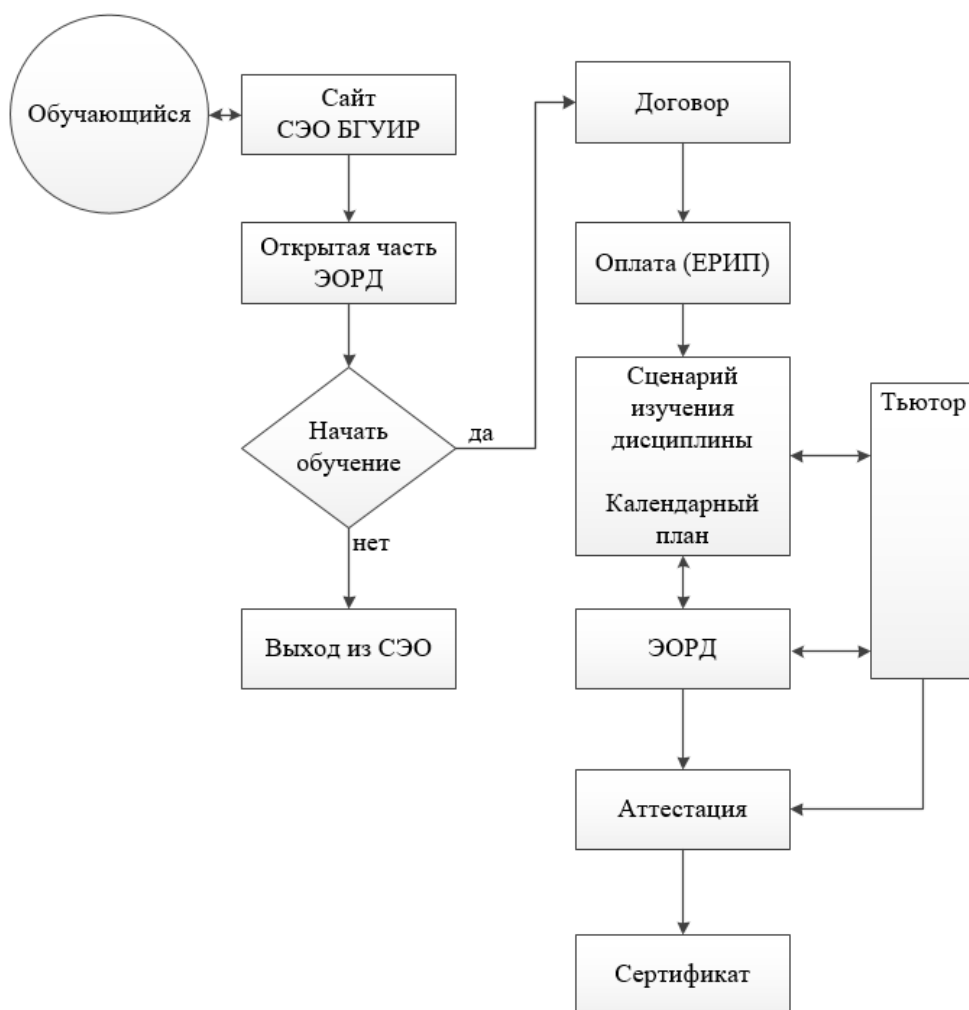 Обучающийся
Сайт
СЭО БГУИР
Открытая часть
ЭОРД
Начать
обучение
да
нет
Выход из СЭО
Договор
Оплата (ЕРИП)
Сценарий
изучения
дисциплины
Календарный
план
Тьютор
ЭОРД
Аттестация
Сертификат